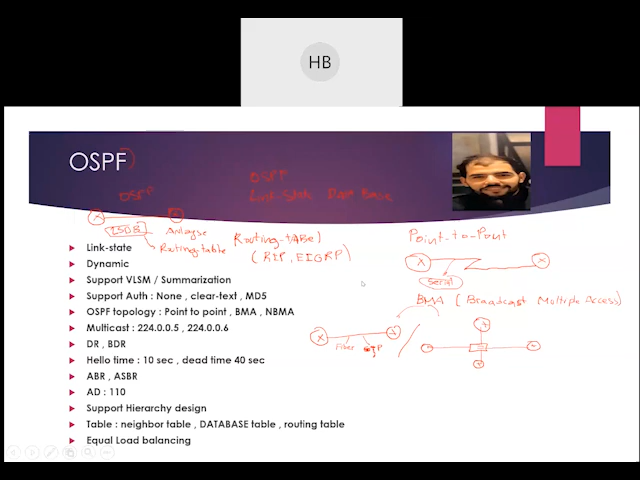 HB
OSPF
OSPF
OSPF
Link-State Data Base
LSDB
Analyse
Routing-table
Routing-tABel
(RIP, EIGRP)
Point-to-Point
Serial
BMA (Broadcast Multiple Access)
Fiber
Link-state
Dynamic
Support VLSM / Summarization
Support Auth : None , clear-text , MD5
OSPF topology : Point to point , BMA , NBMA
Multicast : 224.0.0.5 , 224.0.0.6
DR , BDR
Hello time : 10 sec , dead time 40 sec
ABR , ASBR
AD : 110
Support Hierarchy design
Table : neighbor table , DATABASE table , routing table
Equal Load balancing